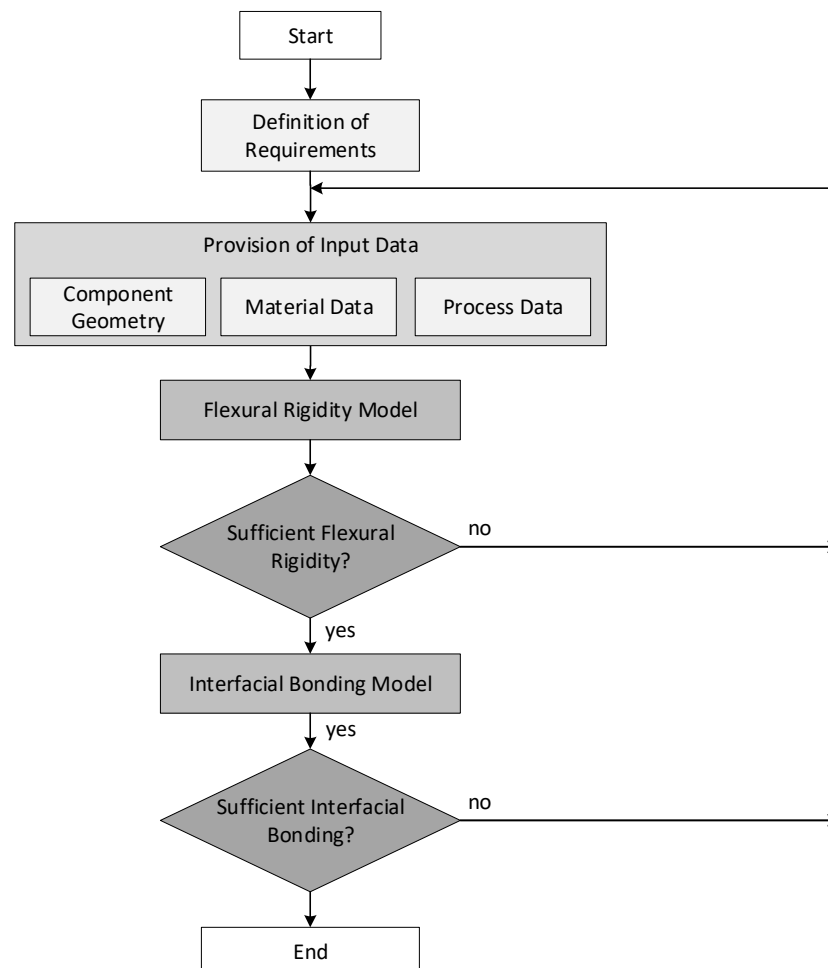 Start
Definition of
Requirements
Provision of Input Data
Component
Geometry
Material Data
Process Data
Flexural Rigidity Model
Sufficient Flexural
Rigidity?
no
yes
Interfacial Bonding Model
yes
Sufficient Interfacial
Bonding?
no
End